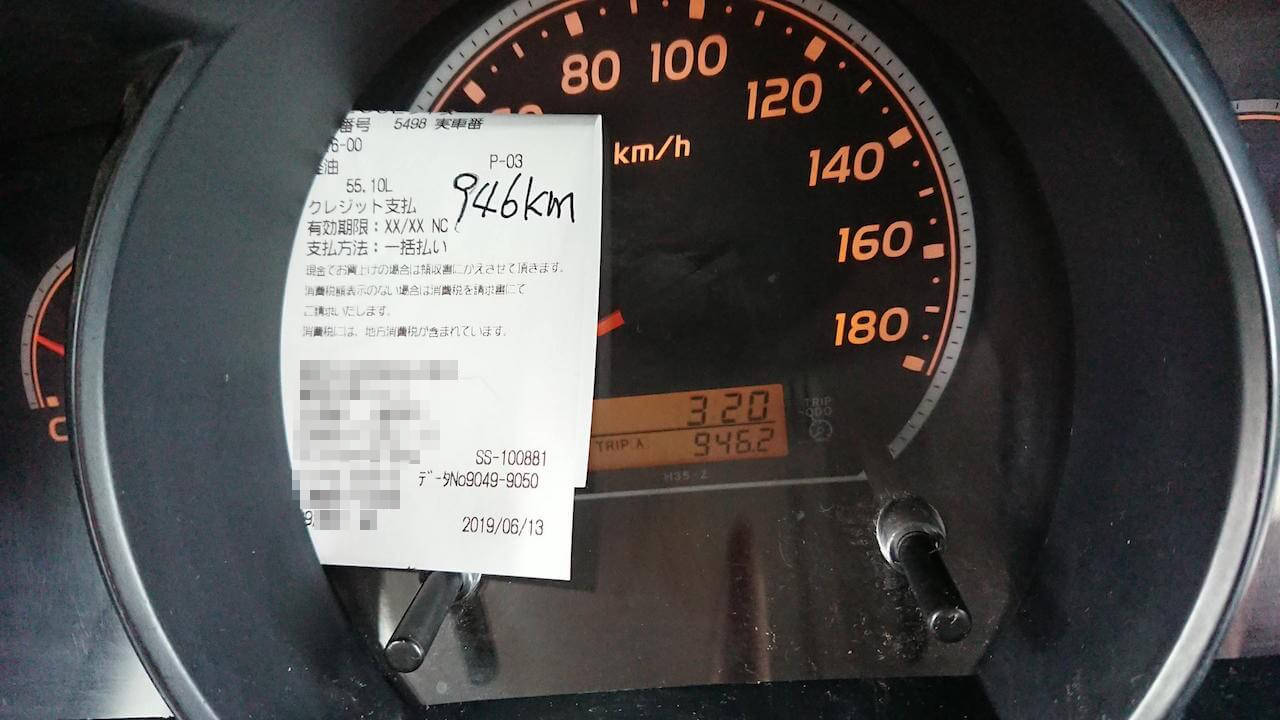 番号 5498 実車番
6-00
油 P-03
55.10L
946km
クレジット支払
有効期限：XX/XX NC
支払方法：一括払い
現金でお買上げの場合は領収書にかえさせて頂きます。
消費税額表示のない場合は消費税を請求書にて
ご請求いたします。
消費税には、地方消費税が含まれています。
SS-100881
データNo9049-9050
2019/06/13
80
100
120
140
160
180
km/h
3:20
TRIP A 946.2
TRIP
ODO
H35-Z